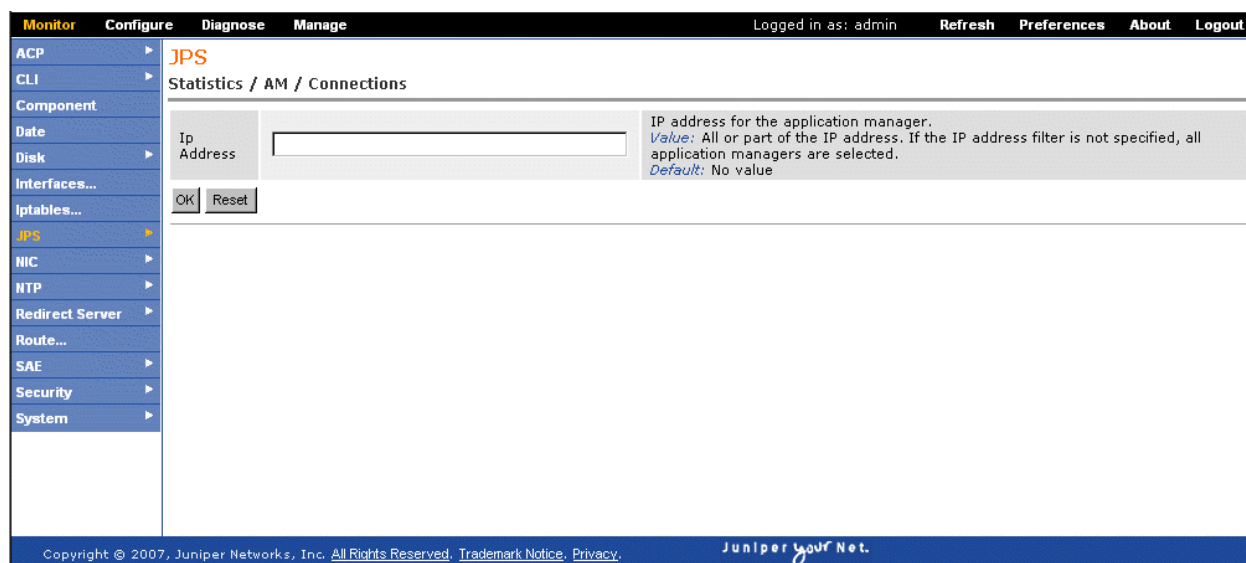 Monitor Configure Diagnose Manage Logged in as: admin Refresh Preferences About Logout
ACP
CLI
Component
Date
Disk
Interfaces...
Iptables...
JPS
NIC
NTP
Redirect Server
Route...
SAE
Security
System
JPS
Statistics / AM / Connections
Ip
Address
IP address for the application manager.
Value: All or part of the IP address. If the IP address filter is not specified, all
application managers are selected.
Default: No value
OK Reset
Copyright © 2007, Juniper Networks, Inc. All Rights Reserved. Trademark Notice. Privacy.
Juniper your Net.